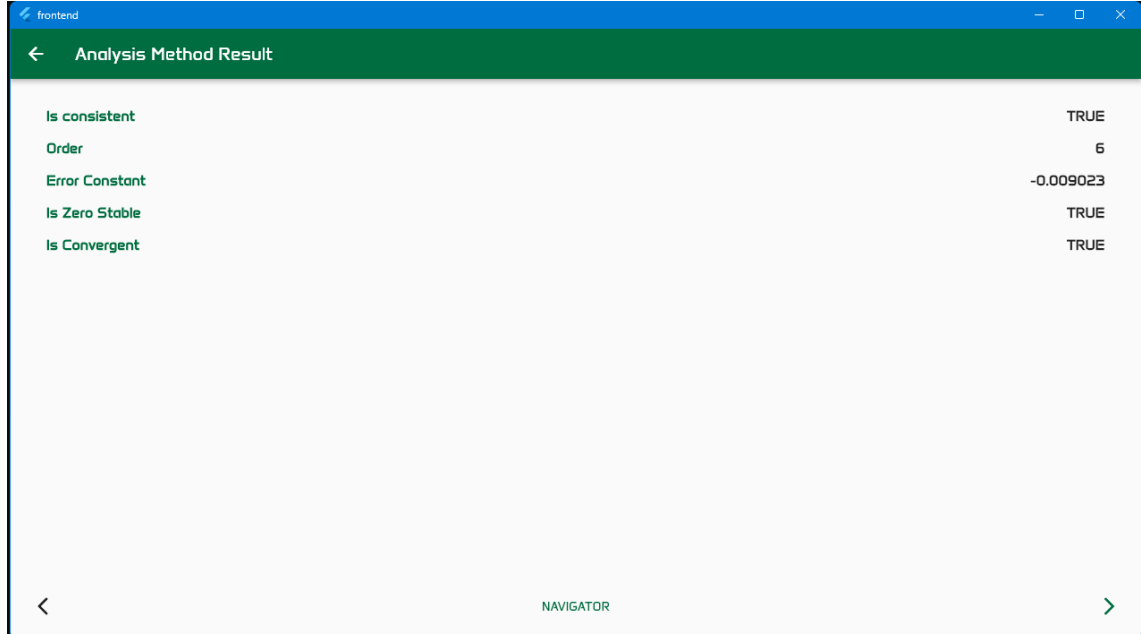 frontend
Analysis Method Result
Is consistent TRUE
Order 6
Error Constant -0.009023
Is Zero Stable TRUE
Is Convergent TRUE
NAVIGATOR